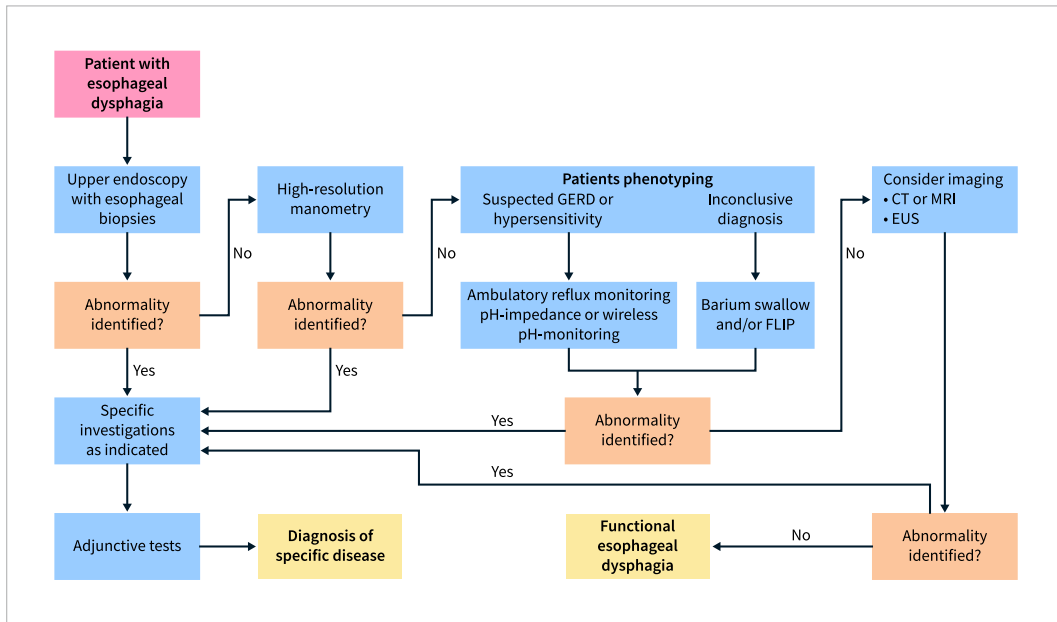 Patient with
esophageal
dysphagia
Upper endoscopy
with esophageal
biopsies
High-resolution
manometry
Patients phenotyping
Suspected GERD or
hypersensitivity
Inconclusive
diagnosis
Consider imaging
• CT or MRI
• EUS
No
No
No
Abnormality
identified?
Abnormality
identified?
Ambulatory reflux monitoring
pH-impedance or wireless
pH-monitoring
Barium swallow
and/or FLIP
Yes
Yes
Specific
investigations
as indicated
Yes
Abnormality
identified?
Yes
Adjunctive tests
Diagnosis of
specific disease
Functional
esophageal
dysphagia
No
Abnormality
identified?